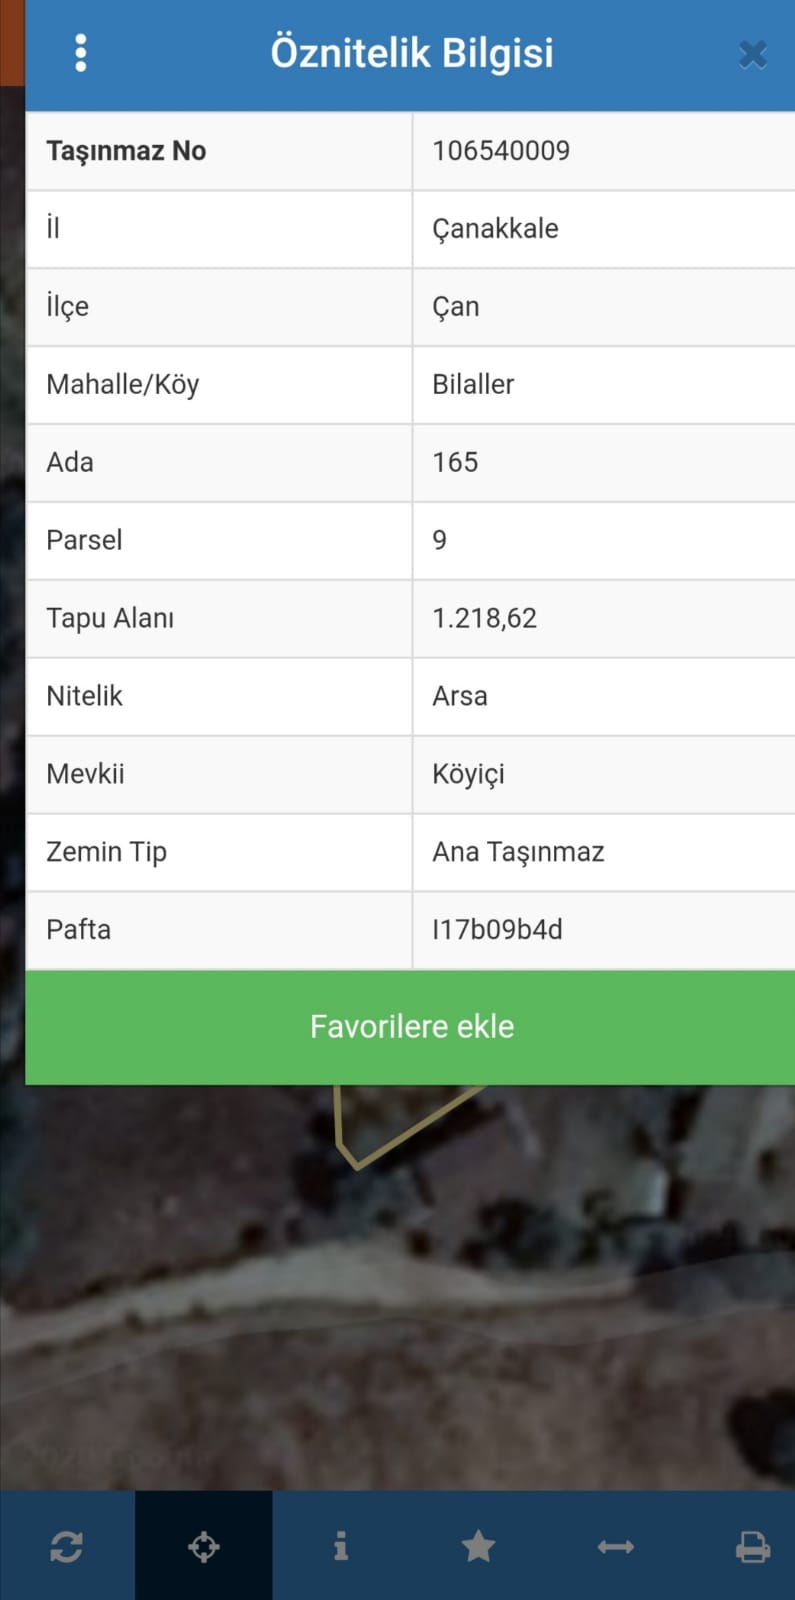 Öznitelik Bilgisi
Taşınmaz No 106540009
İl Çanakkale
İlçe Çan
Mahalle/Köy Bilaller
Ada 165
Parsel 9
Tapu Alanı 1.218,62
Nitelik Arsa
Mevkii Köyiçi
Zemin Tip Ana Taşınmaz
Pafta I17b09b4d
Favorilere ekle